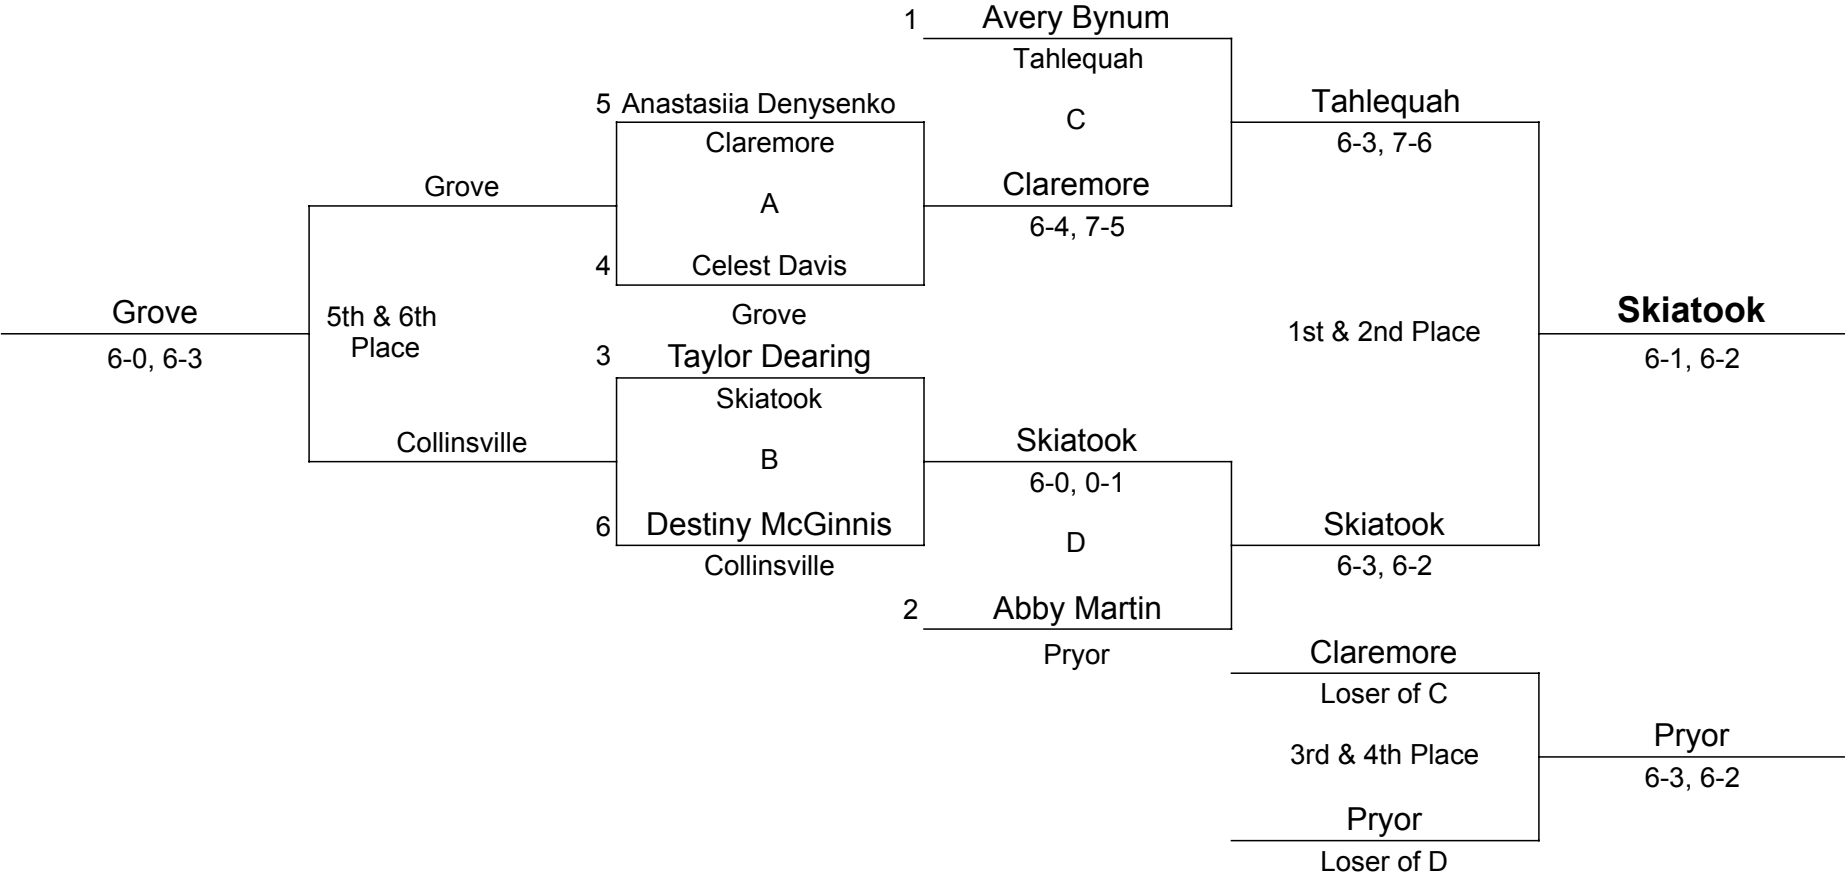 1 Avery Bynum
Tahlequah
C
5 Anastasiia Denysenko
Claremore
A
4 Celest Davis
Grove
Grove
Claremore
6-4, 7-5
Tahlequah
6-3, 7-6
Grove
6-0, 6-3
5th & 6th
Place
Collinsville
3 Taylor Dearing
Skiatook
B
6 Destiny McGinnis
Collinsville
Skiatook
6-0, 0-1
D
2 Abby Martin
Pryor
1st & 2nd Place
Skiatook
6-3, 6-2
Skiatook
6-1, 6-2
Claremore
Loser of C
3rd & 4th Place
Pryor
Loser of D
Pryor
6-3, 6-2